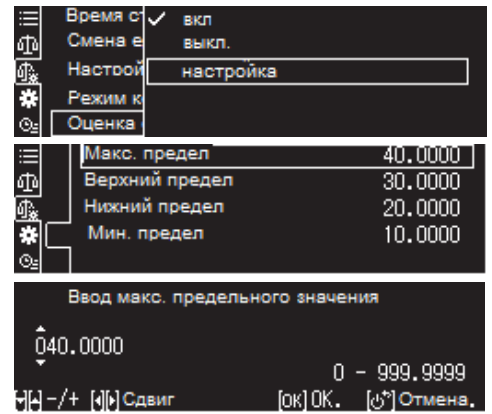 Время ст
вкл
Смена е
выкл.
Настрой
настройка
Режим к
Оценка
Макс. предел 40.0000
Верхний предел 30.0000
Нижний предел 20.0000
Мин. предел 10.0000
Ввод макс. предельного значения
040.0000
0 - 999.9999
-/+ Сдвиг [OK]OK. Отмена.